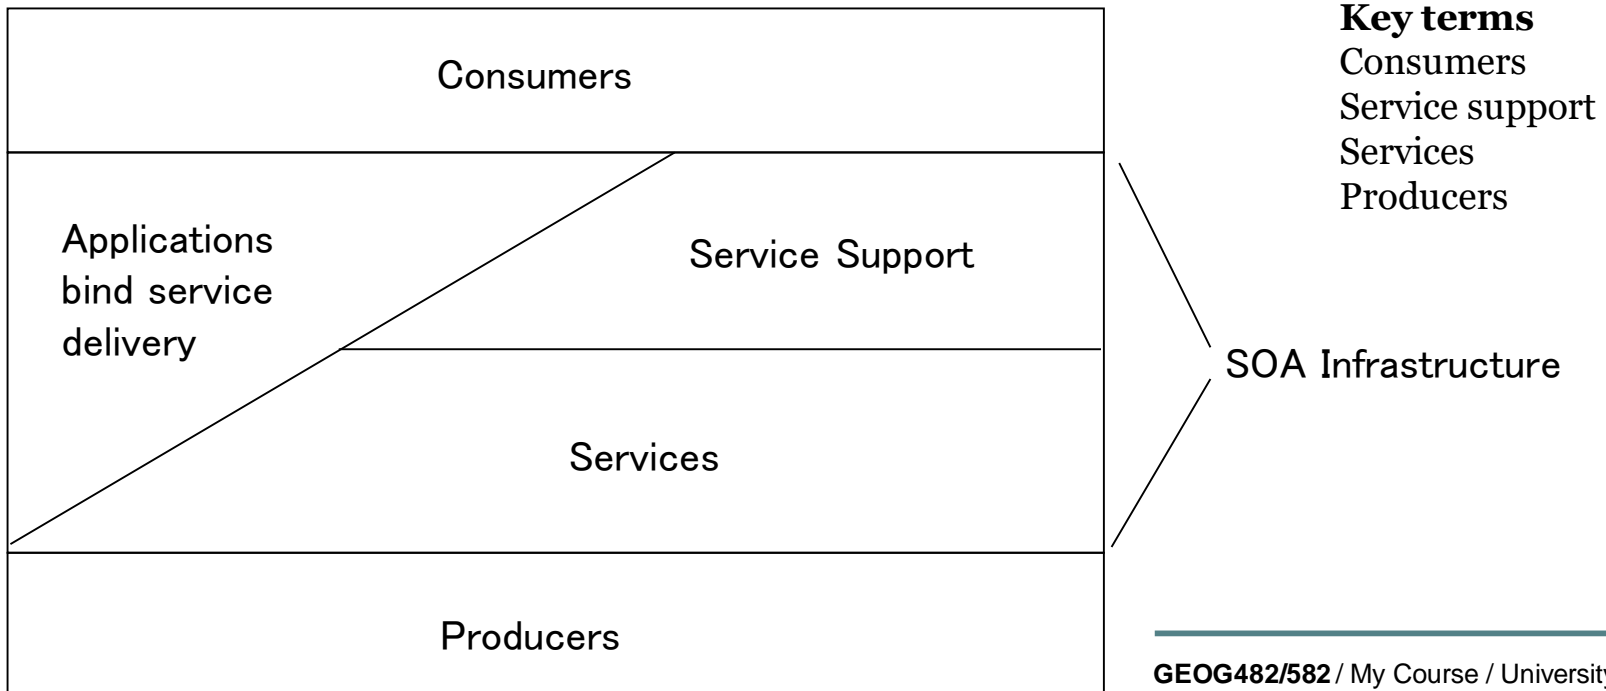 Consumers
Applications
bind service
delivery
Service Support
Services
Producers
SOA Infrastructure
Key terms
Consumers
Service support
Services
Producers
GEOG482/582 / My Course / University